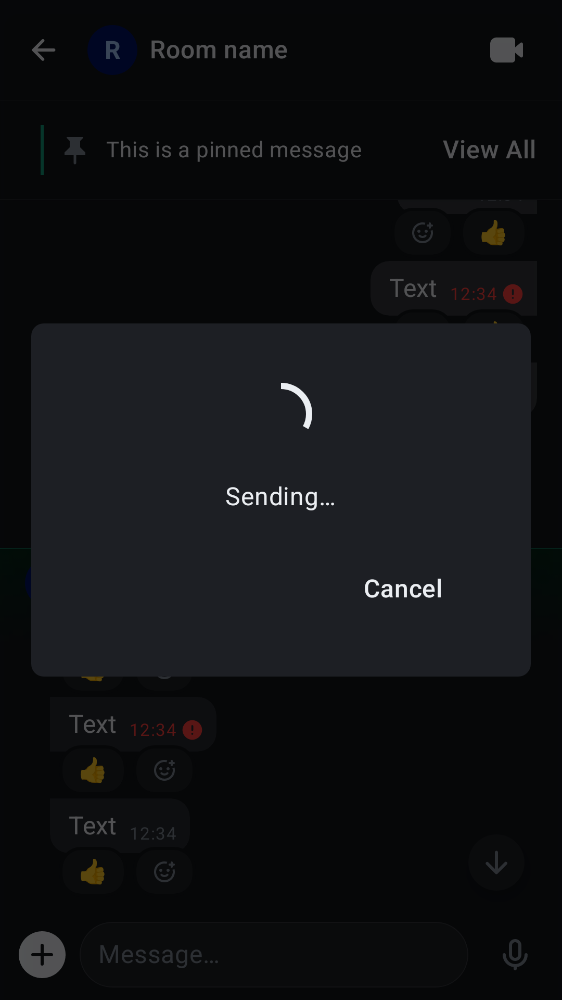 R Room name
This is a pinned message View All
Text 12:34
Sending…
Cancel
Text 12:34
Text 12:34
Message…